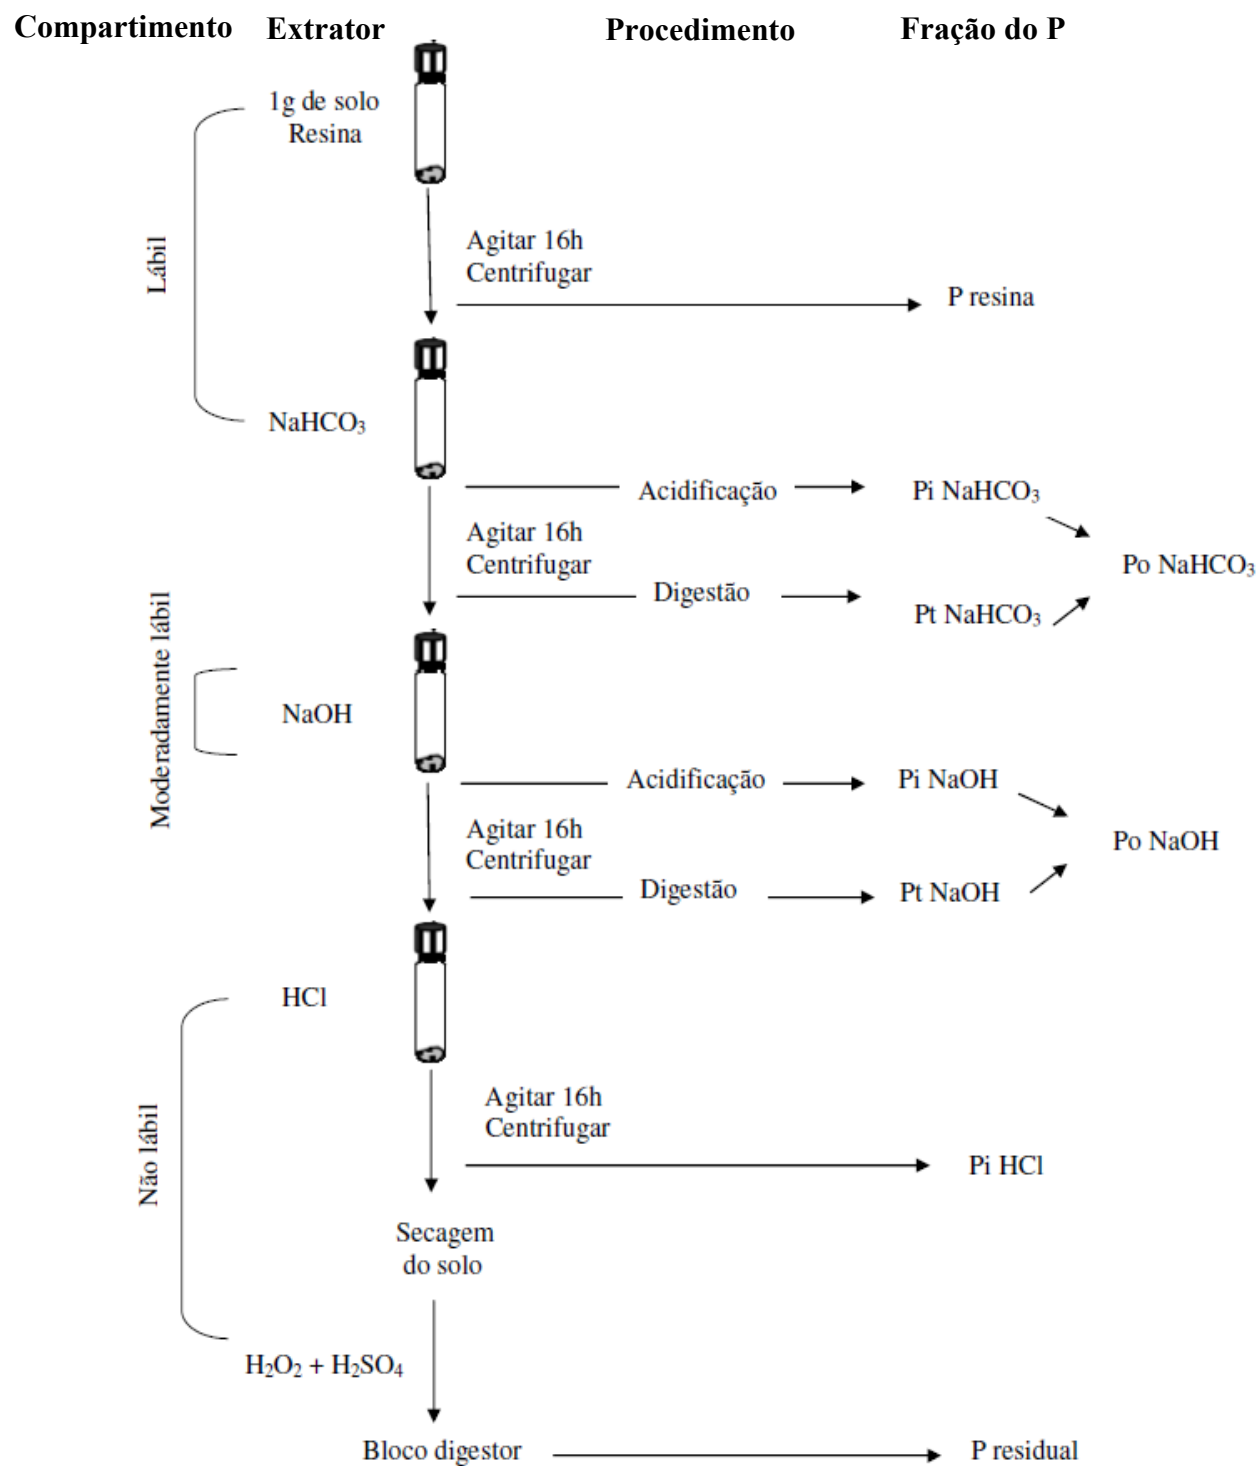 Compartimento Extrator Procedimento Fração do P
1g de solo
Resina
Lábil
Agitar 16h
Centrifugar
P resina
NaHCO₃
Acidificação
Pi NaHCO₃
Agitar 16h
Centrifugar
Po NaHCO₃
Digestão
Pt NaHCO₃
Moderadamente lábil
NaOH
Acidificação
Pi NaOH
Agitar 16h
Centrifugar
Po NaOH
Digestão
Pt NaOH
HCl
Não lábil
Agitar 16h
Centrifugar
Pi HCl
Secagem
do solo
H₂O₂ + H₂SO₄
Bloco digestor
P residual